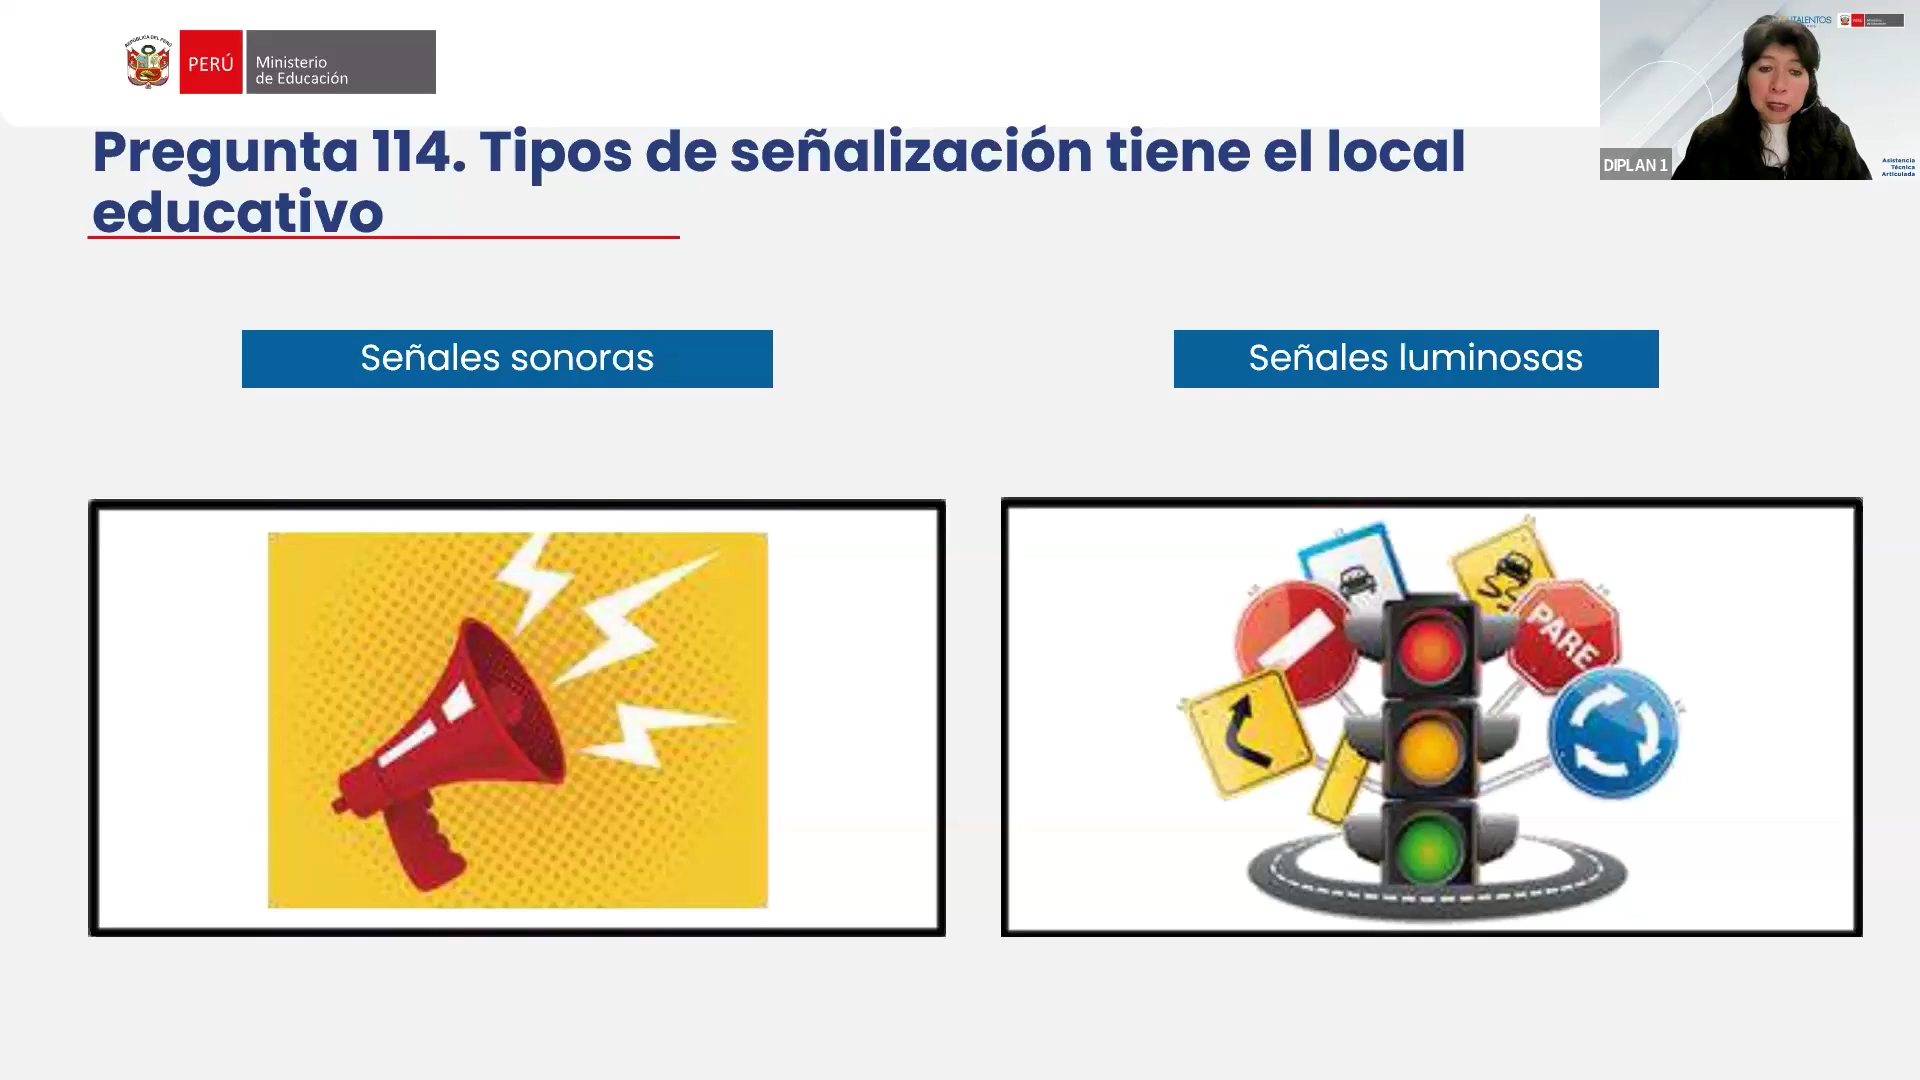 PERÚ
Ministerio
de Educación
Pregunta 114. Tipos de señalización tiene el local
educativo
DIPLAN 1
Asistencia
Técnica
Articulada
Señales sonoras
Señales luminosas
PARE